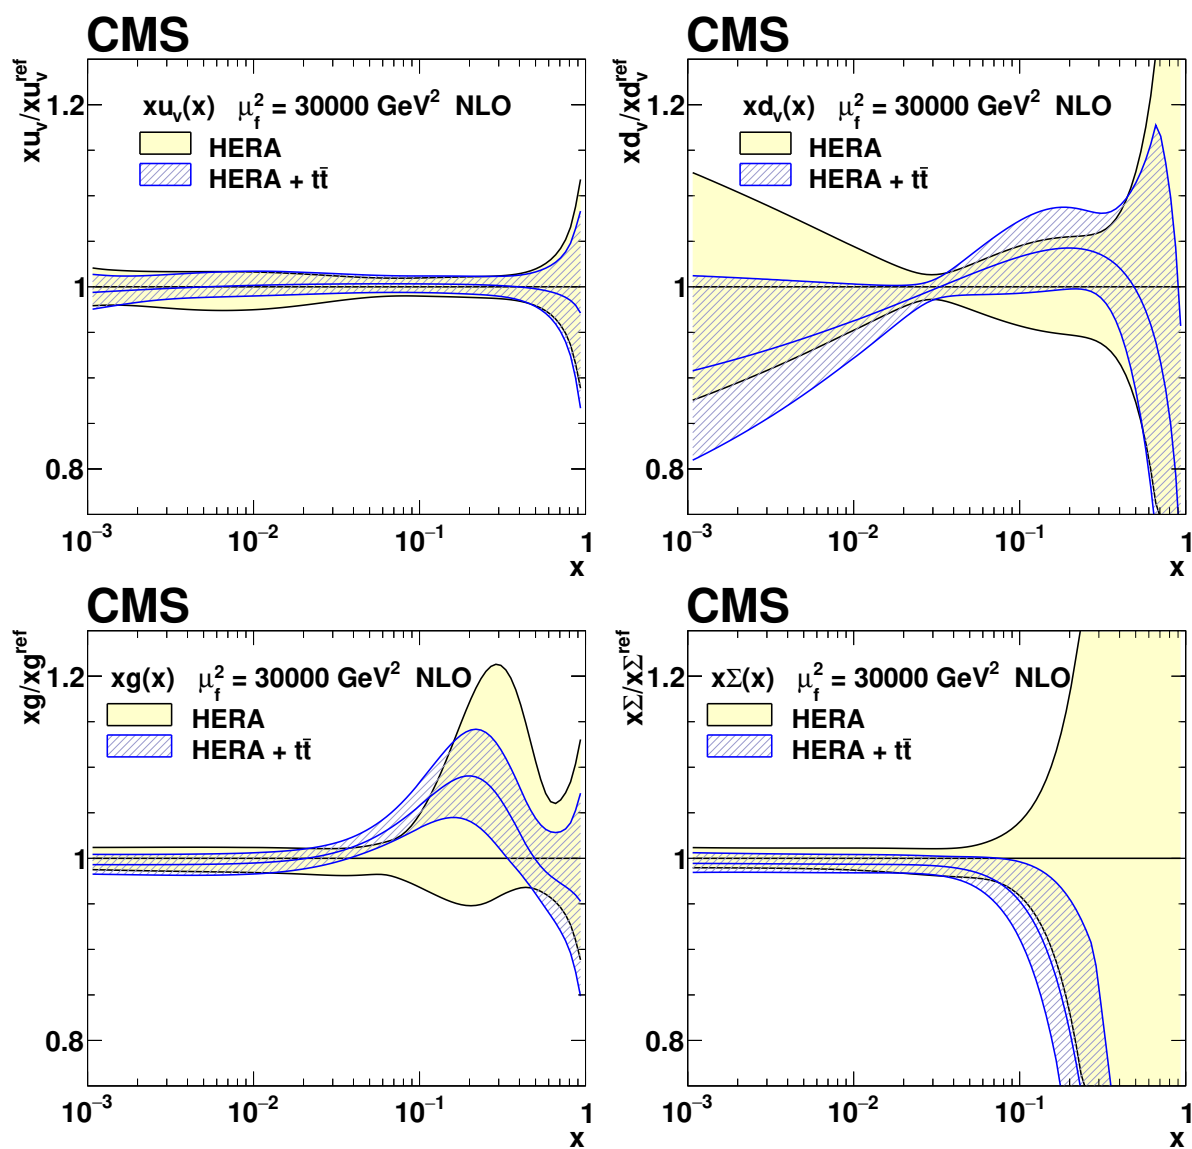 CMS
xu_v/xu_v^ref
xu_v(x) μ_f^2 = 30000 GeV^2 NLO
HERA
HERA + tt̄
1.2
1
0.8
10^−3 10^−2 10^−1 1
x
CMS
xd_v/xd_v^ref
xd_v(x) μ_f^2 = 30000 GeV^2 NLO
HERA
HERA + tt̄
1.2
1
0.8
10^−3 10^−2 10^−1 1
x
CMS
xg/xg^ref
xg(x) μ_f^2 = 30000 GeV^2 NLO
HERA
HERA + tt̄
1.2
1
0.8
10^−3 10^−2 10^−1 1
x
CMS
xΣ/xΣ^ref
xΣ(x) μ_f^2 = 30000 GeV^2 NLO
HERA
HERA + tt̄
1.2
1
0.8
10^−3 10^−2 10^−1 1
x